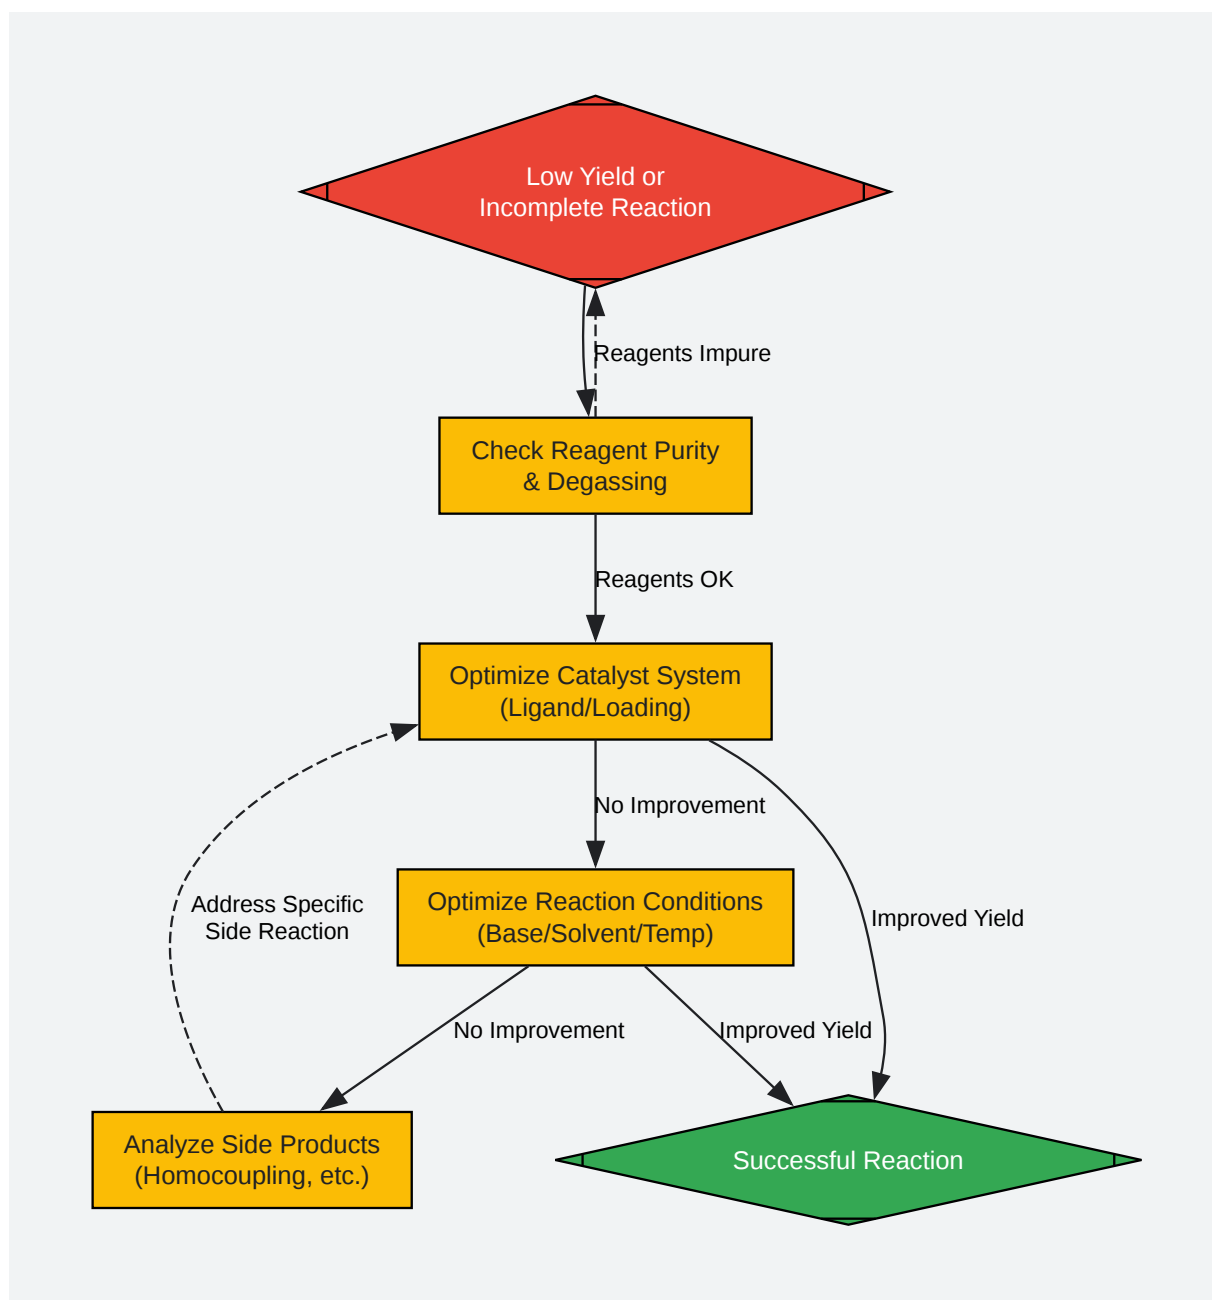 Low Yield or
Incomplete Reaction
Reagents Impure
Check Reagent Purity
& Degassing
Reagents OK
Optimize Catalyst System
(Ligand/Loading)
No Improvement
Optimize Reaction Conditions
(Base/Solvent/Temp)
Address Specific
Side Reaction
Improved Yield
No Improvement
Improved Yield
Analyze Side Products
(Homocoupling, etc.)
Successful Reaction